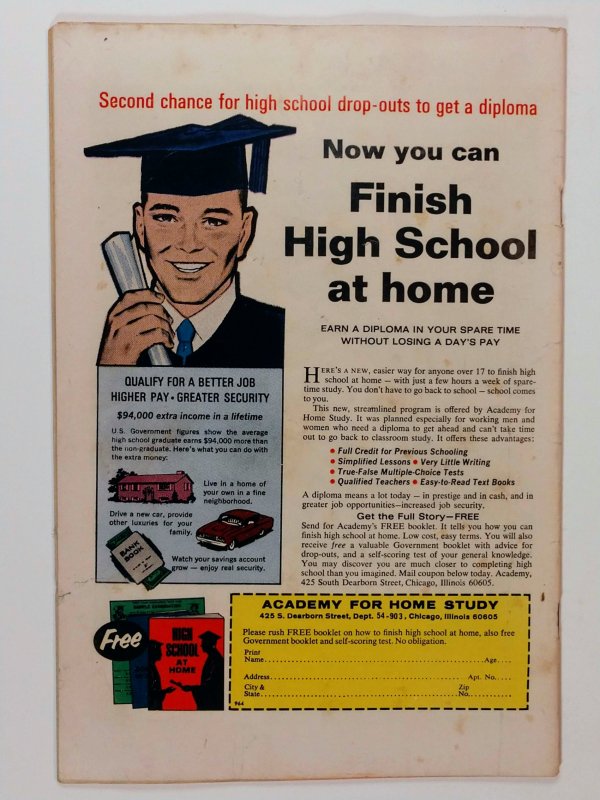 Second chance for high school drop-outs to get a diploma
Now you can
Finish
High School
at home
EARN A DIPLOMA IN YOUR SPARE TIME
WITHOUT LOSING A DAY'S PAY
QUALIFY FOR A BETTER JOB
HIGHER PAY • GREATER SECURITY
$94,000 extra income in a lifetime
U.S. Government figures show the average
high school graduate earns $94,000 more than
the non-graduate. Here's what you can do with
the extra money:
Live in a home of
your own in a fine
neighborhood.
Drive a new car, provide
other luxuries for your
family.
BANK
BOOK
Watch your savings account
grow — enjoy real security.
HERE'S A NEW, easier way for anyone over 17 to finish high
school at home — with just a few hours a week of spare-
time study. You don't have to go back to school — school comes
to you.
This new, streamlined program is offered by Academy for
Home Study. It was planned especially for working men and
women who need a diploma to get ahead and can't take time
out to go back to classroom study. It offers these advantages:
• Full Credit for Previous Schooling
• Simplified Lessons • Very Little Writing
• True-False Multiple-Choice Tests
• Qualified Teachers • Easy-to-Read Text Books
A diploma means a lot today – in prestige and in cash, and in
greater job opportunities—increased job security.
Get the Full Story—FREE
Send for Academy's FREE booklet. It tells you how you can
finish high school at home. Low cost, easy terms. You will also
receive free a valuable Government booklet with advice for
drop-outs, and a self-scoring test of your general knowledge.
You may discover you are much closer to completing high
school than you imagined. Mail coupon below today. Academy,
425 South Dearborn Street, Chicago, Illinois 60605.
Free
HIGH
SCHOOL
AT
HOME
ACADEMY FOR HOME STUDY
425 S. Dearborn Street, Dept. 54-903, Chicago, Illinois 60605
Please rush FREE booklet on how to finish high school at home, also free
Government booklet and self-scoring test. No obligation.
Print
Name Age
Address Apt. No.
City & Zip
State No.
964